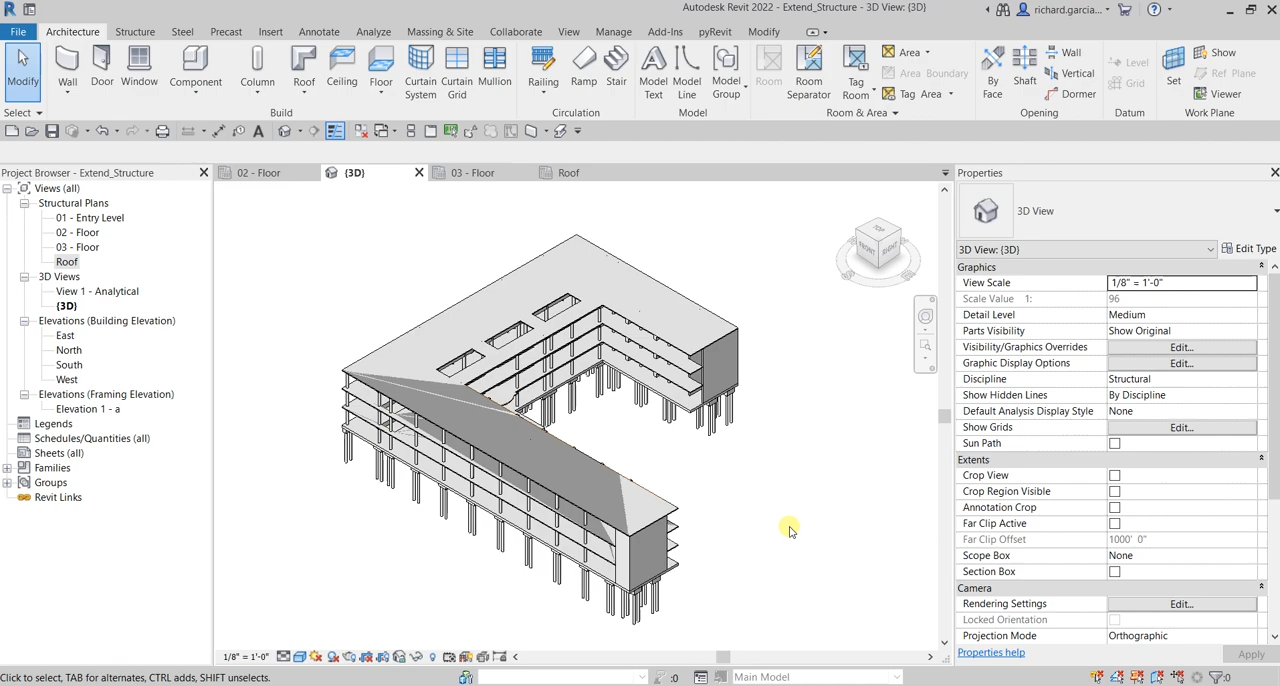 Autodesk Revit 2022 - Extend_Structure - 3D View: {3D}
richard.garcia...
File Architecture Structure Steel Precast Insert Annotate Analyze Massing & Site Collaborate View Manage Add-Ins pyRevit Modify
Modify Wall Door Window Component Column Roof Ceiling Floor Curtain System Curtain Grid Mullion Railing Ramp Stair Model Text Model Line Model Group Room Room Separator Tag Room Area Area Boundary Tag Area By Face Shaft Wall Vertical Dormer Level Grid Set Show Ref Plane Viewer
Select Build Circulation Model Room & Area Opening Datum Work Plane
Project Browser - Extend_Structure
02 - Floor {3D} 03 - Floor Roof
Properties
Views (all)
Structural Plans
01 - Entry Level
02 - Floor
03 - Floor
Roof
3D Views
View 1 - Analytical
{3D}
Elevations (Building Elevation)
East
North
South
West
Elevations (Framing Elevation)
Elevation 1 - a
Legends
Schedules/Quantities (all)
Sheets (all)
Families
Groups
Revit Links
TOP
FRONT
RIGHT
3D View
3D View: {3D} Edit Type
Graphics
View Scale 1/8" = 1'-0"
Scale Value 1: 96
Detail Level Medium
Parts Visibility Show Original
Visibility/Graphics Overrides Edit...
Graphic Display Options Edit...
Discipline Structural
Show Hidden Lines By Discipline
Default Analysis Display Style None
Show Grids Edit...
Sun Path
Extents
Crop View
Crop Region Visible
Annotation Crop
Far Clip Active
Far Clip Offset 1000' 0"
Scope Box None
Section Box
Camera
Rendering Settings Edit...
Locked Orientation
Projection Mode Orthographic
Properties help Apply
1/8" = 1'-0"
Click to select, TAB for alternates, CTRL adds, SHIFT unselects.
:0
Main Model
:0